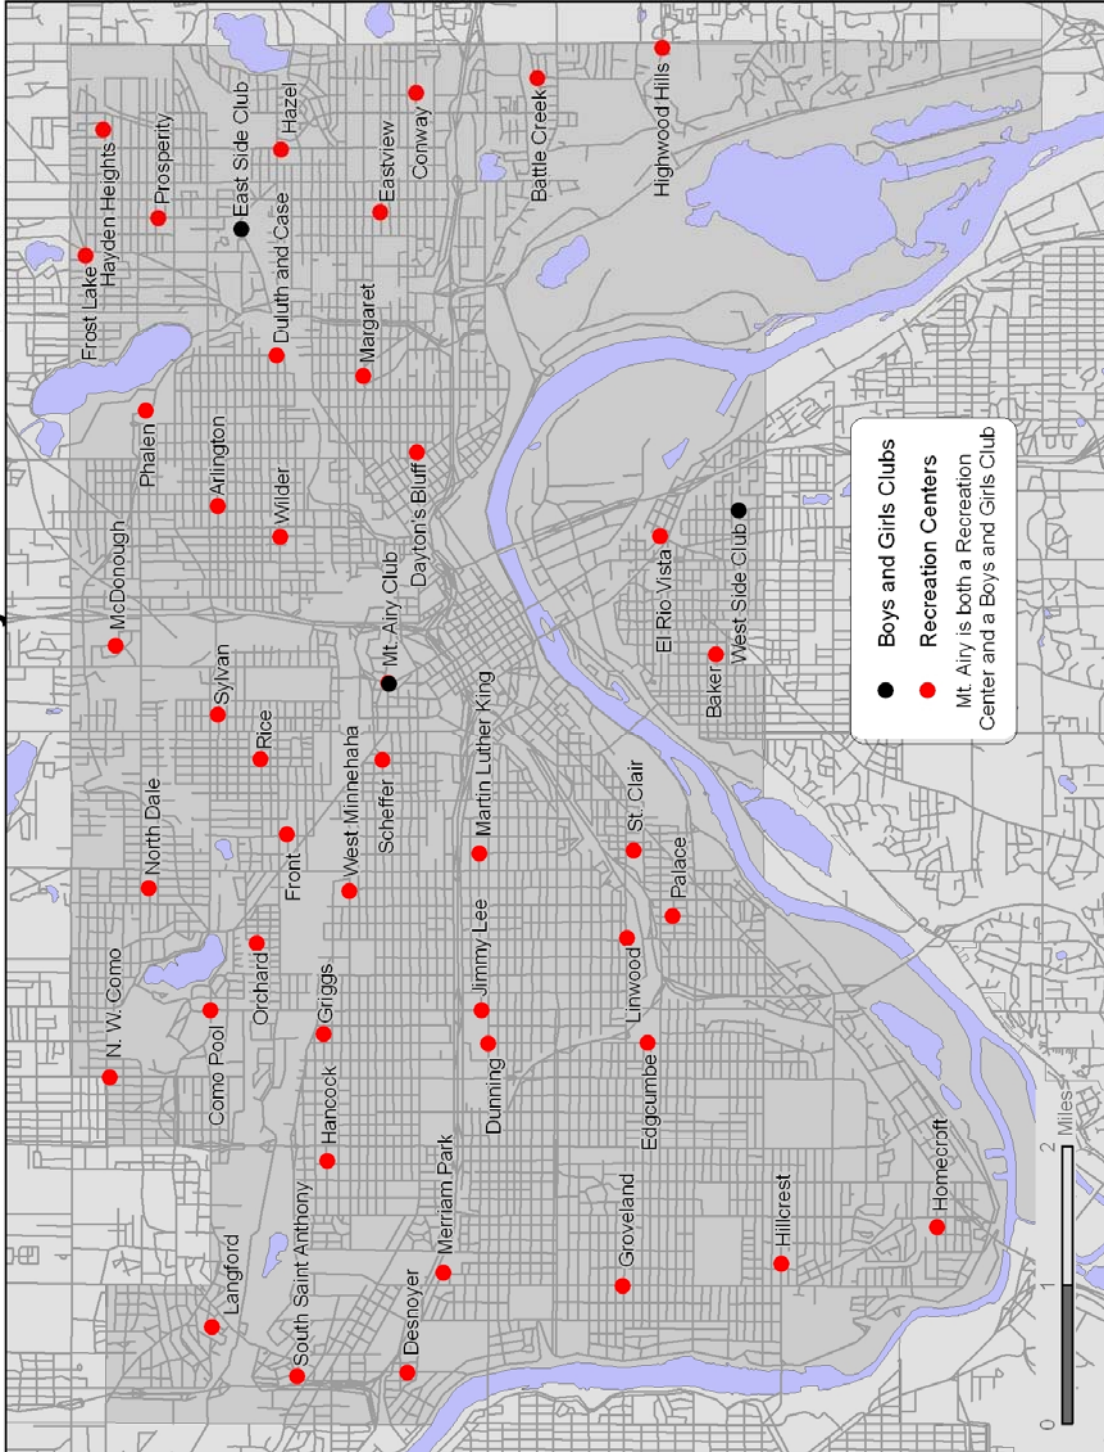 Frost Lake
Hayden Heights
Prosperity
East Side Club
Hazel
Duluth and Case
Eastview
Conway
Battle Creek
Highwood Hills
Margaret
Phalen
Arlington
Wilder
Dayton's Bluff
McDonough
Mt. Airy Club
Sylvan
Rice
West Minnehaha
Scheffer
Martin Luther King
North Dale
Front
El Rio Vista
West Side Club
Baker
St. Clair
Palace
Linwood
N. W. Como
Como Pool
Orchard
Griggs
Jimmy Lee
Dunning
Hancock
Edgcumbe
Langford
South Saint Anthony
Merriam Park
Desnoyer
Groveland
Hillcrest
Homecroft
Boys and Girls Clubs
Recreation Centers
Mt. Airy is both a Recreation
Center and a Boys and Girls Club
0 1 2
Miles